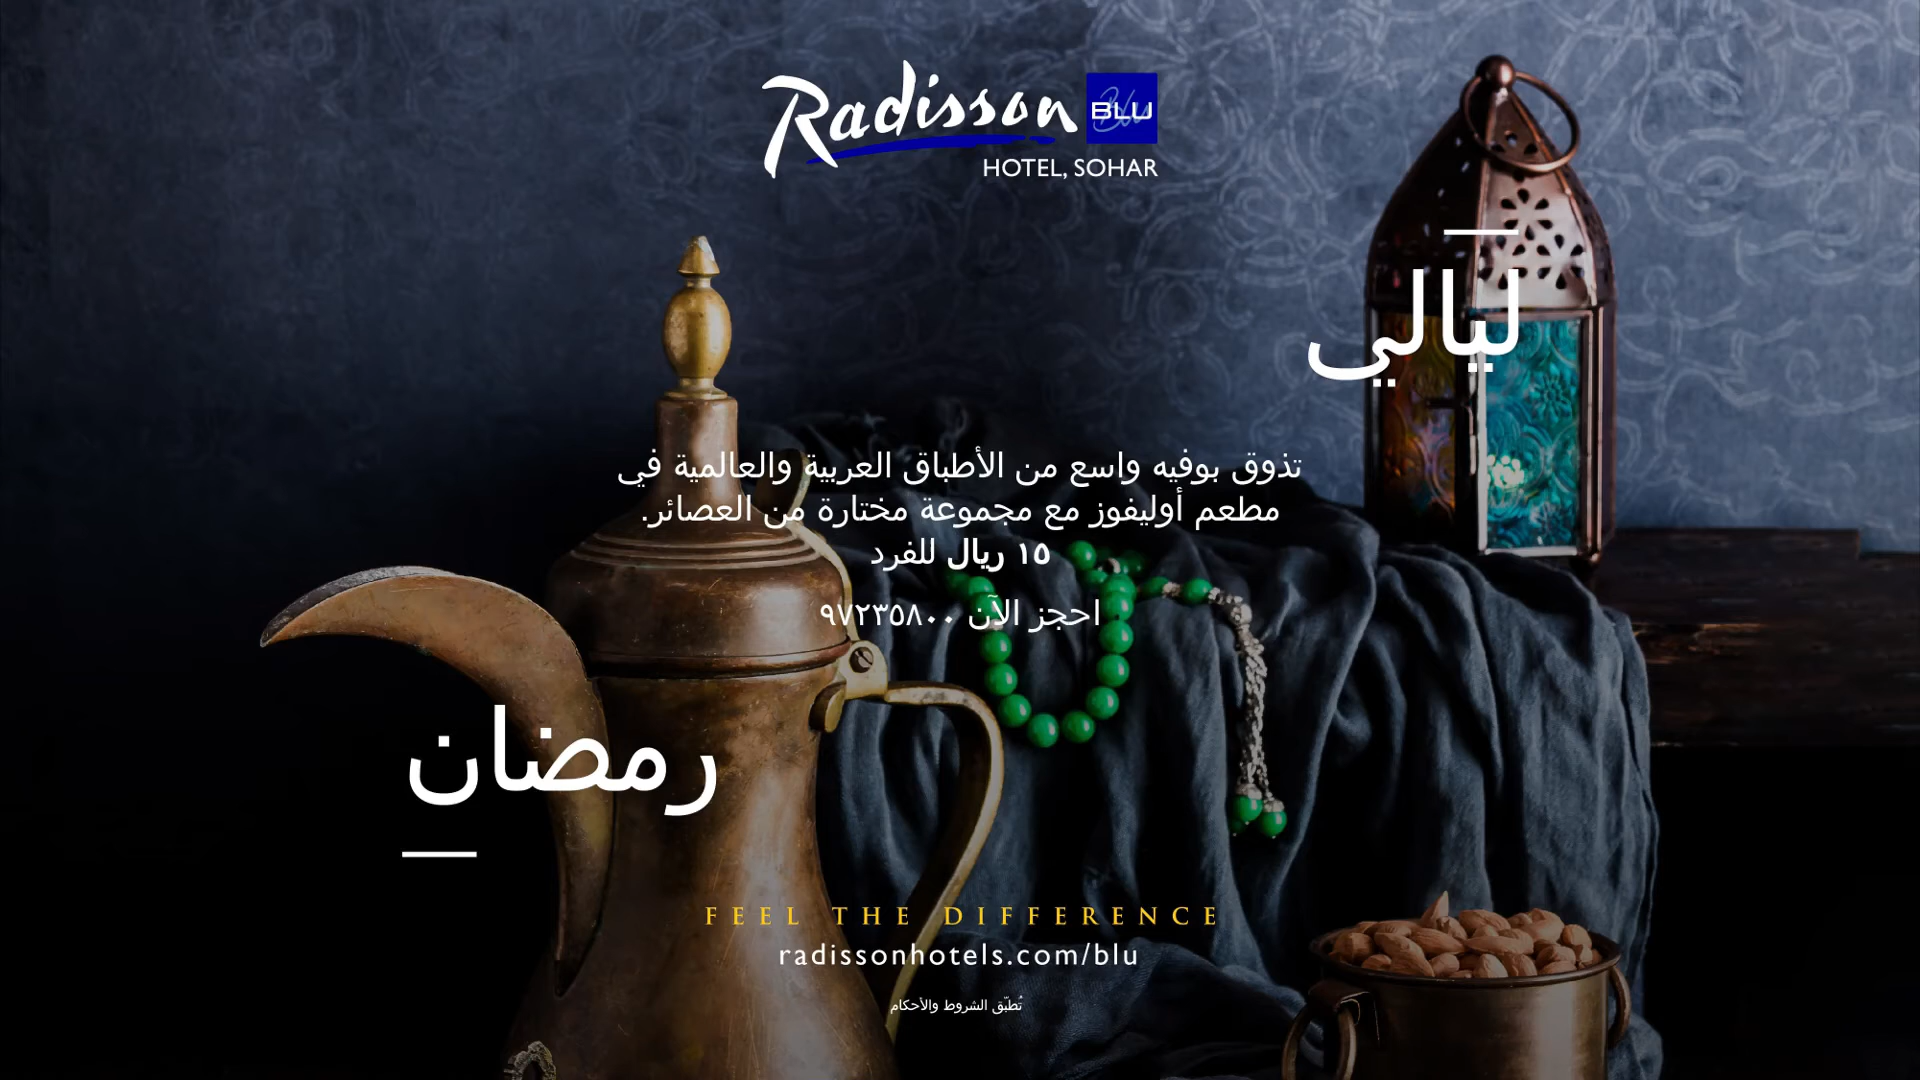 Radisson BLU
HOTEL, SOHAR
ليالي
تذوق بوفيه واسع من الأطباق العربية والعالمية في
مطعم أوليفوز مع مجموعة مختارة من العصائر.
١٥ ريال للفرد
احجز الآن ٩٧٢٣٥٨٠٠
رمضان
FEEL THE DIFFERENCE
radissonhotels.com/blu
تُطبّق الشروط والأحكام